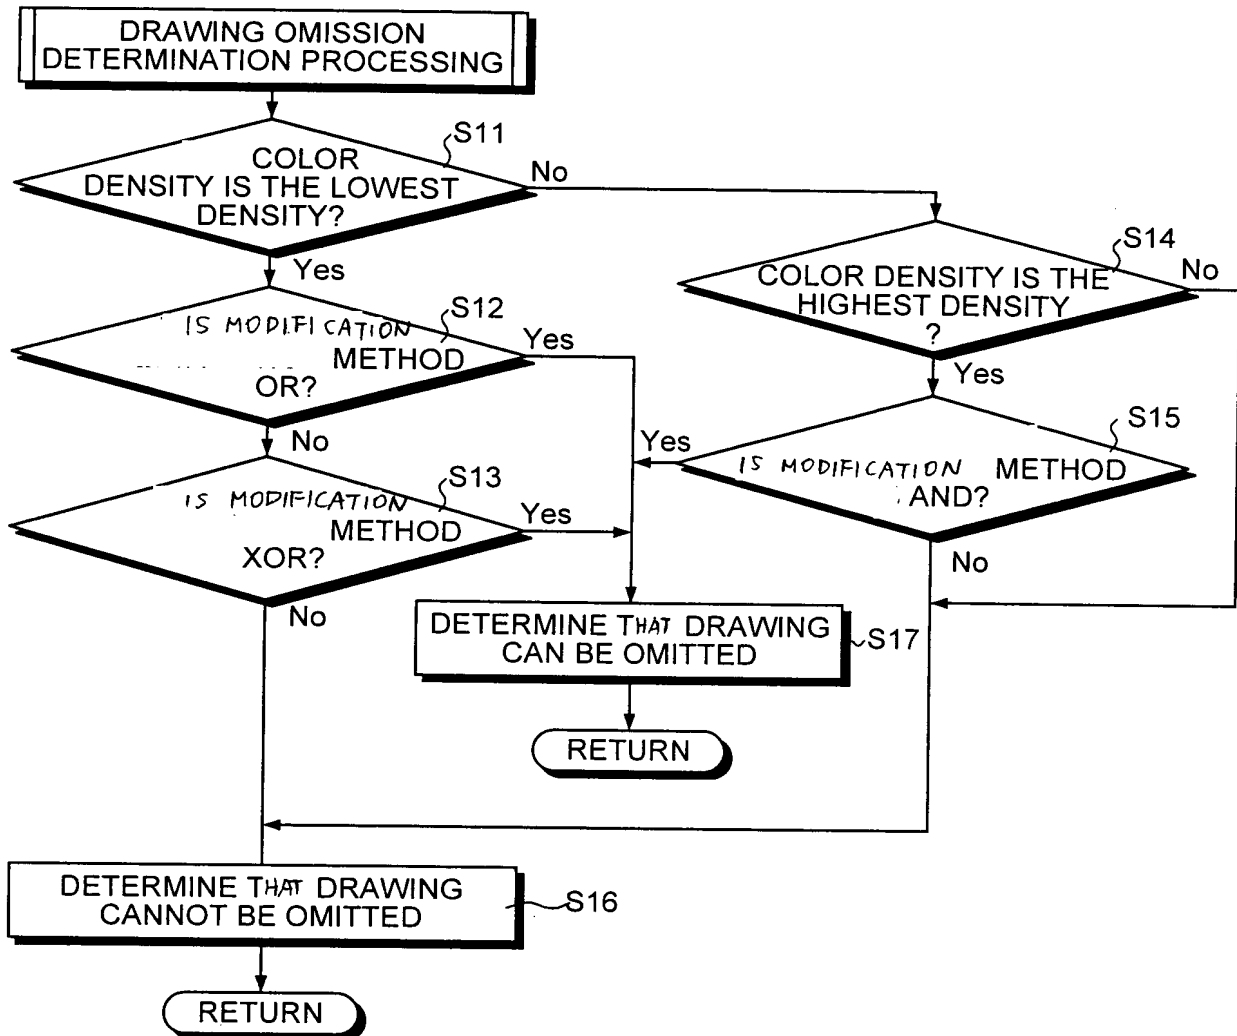 DRAWING OMISSION
DETERMINATION PROCESSING
S11
COLOR
DENSITY IS THE LOWEST
DENSITY?
No
Yes
S14
COLOR DENSITY IS THE
HIGHEST DENSITY
?
No
Yes
S12
IS MODIFICATION
METHOD
OR?
Yes
No
S15
IS MODIFICATION METHOD
AND?
Yes
No
S13
IS MODIFICATION
METHOD
XOR?
Yes
No
DETERMINE THAT DRAWING
CAN BE OMITTED
S17
RETURN
DETERMINE THAT DRAWING
CANNOT BE OMITTED
S16
RETURN